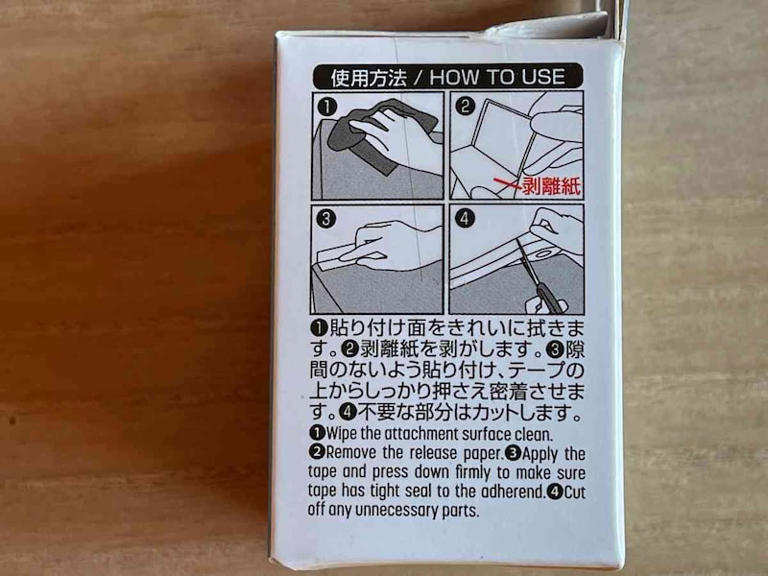 使用方法 / HOW TO USE
❶
❷
剥離紙
❸
❹
❶貼り付け面をきれいに拭きま
す。❷剥離紙を剥がします。❸隙
間のないよう貼り付け、テープの
上からしっかり押さえ密着させま
す。❹不要な部分はカットします。
❶Wipe the attachment surface clean.
❷Remove the release paper.❸Apply the
tape and press down firmly to make sure
tape has tight seal to the adherend.❹Cut
off any unnecessary parts.